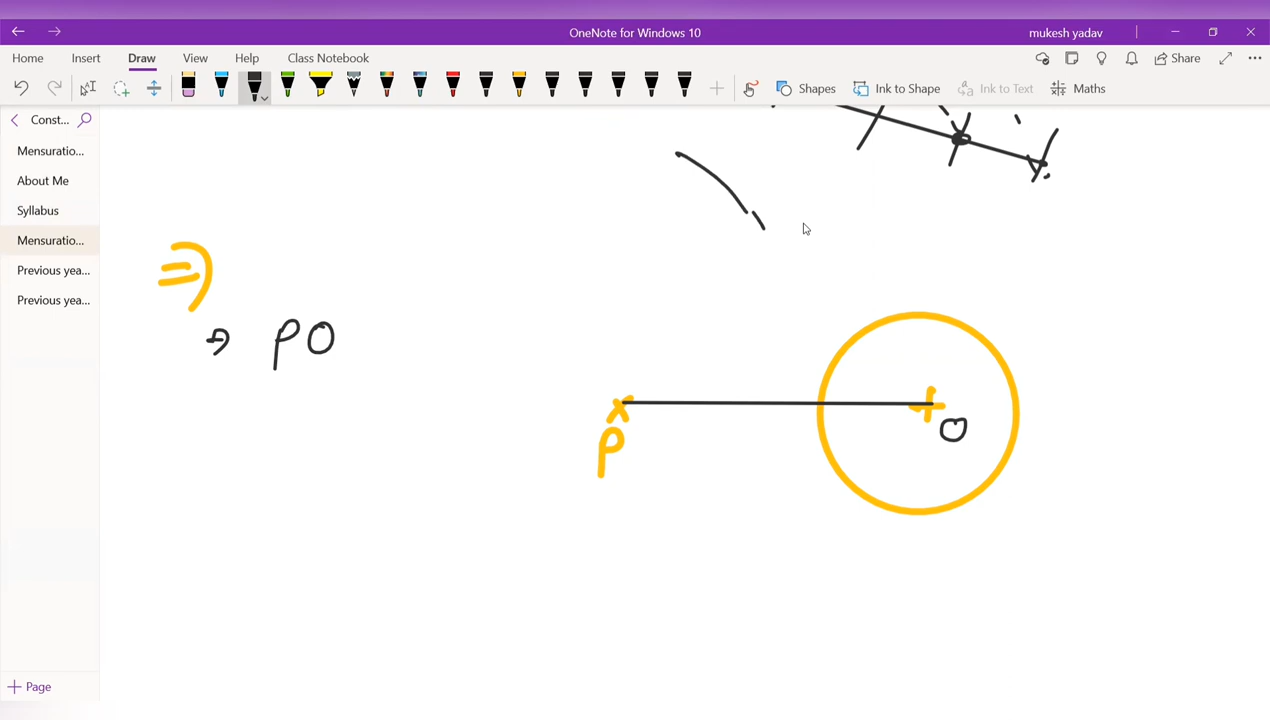 OneNote for Windows 10
mukesh yadav
Home Insert Draw View Help Class Notebook
Share
Shapes Ink to Shape Ink to Text Maths
Const...
Mensuratio...
About Me
Syllabus
Mensuratio...
Previous yea...
Previous yea...
⇒
→ PO
P
O
+ Page